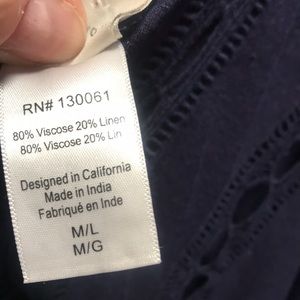 RN# 130061
80% Viscose 20% Linen
80% Viscose 20% Lin
Designed in California
Made in India
Fabriqué en Inde
M/L
M/G